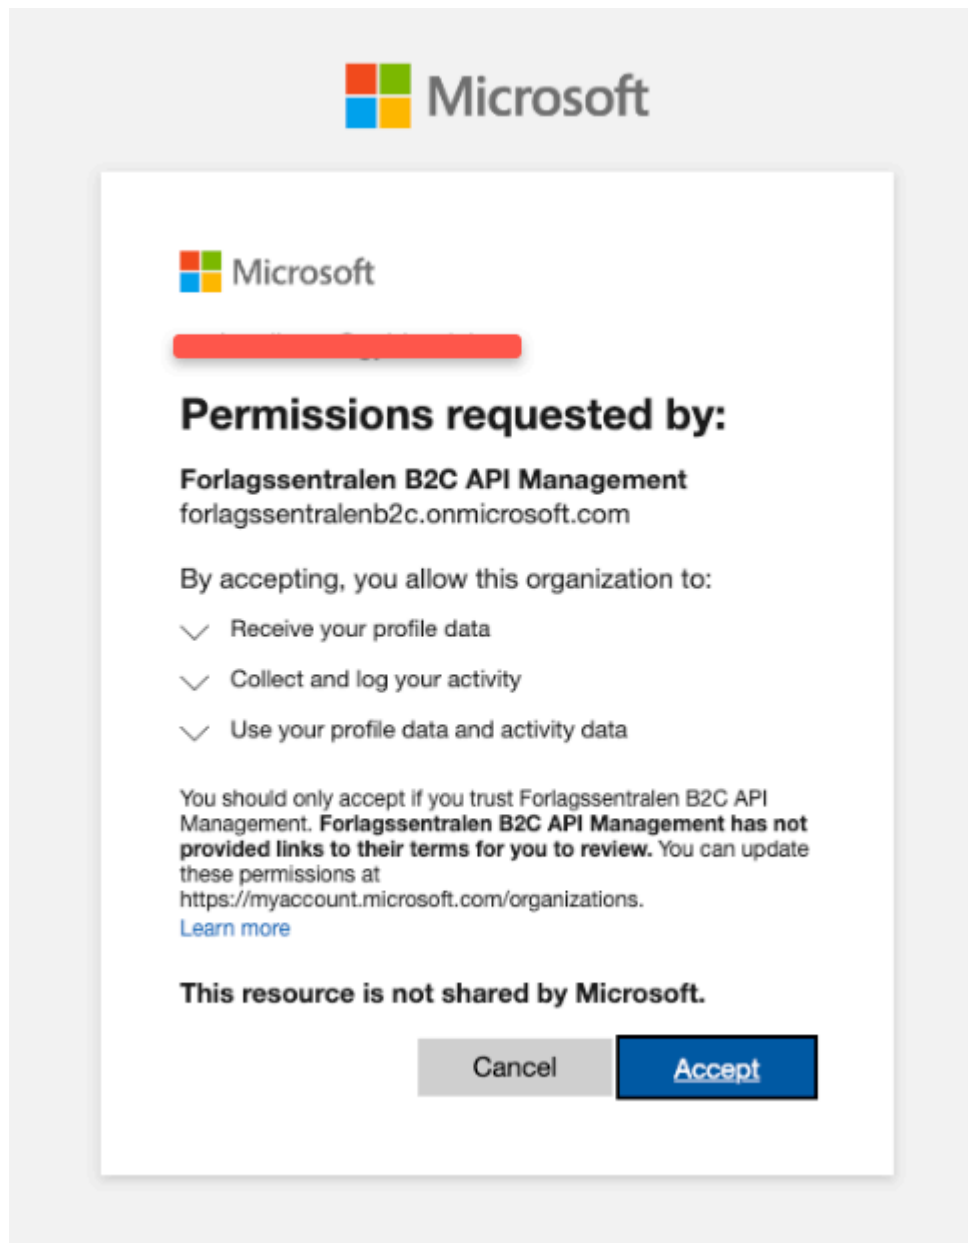 Microsoft
Microsoft
Permissions requested by:
Forlagssentralen B2C API Management
forlagssentralenb2c.onmicrosoft.com
By accepting, you allow this organization to:
Receive your profile data
Collect and log your activity
Use your profile data and activity data
You should only accept if you trust Forlagssentralen B2C API
Management. Forlagssentralen B2C API Management has not
provided links to their terms for you to review. You can update
these permissions at
https://myaccount.microsoft.com/organizations.
Learn more
This resource is not shared by Microsoft.
Cancel
Accept